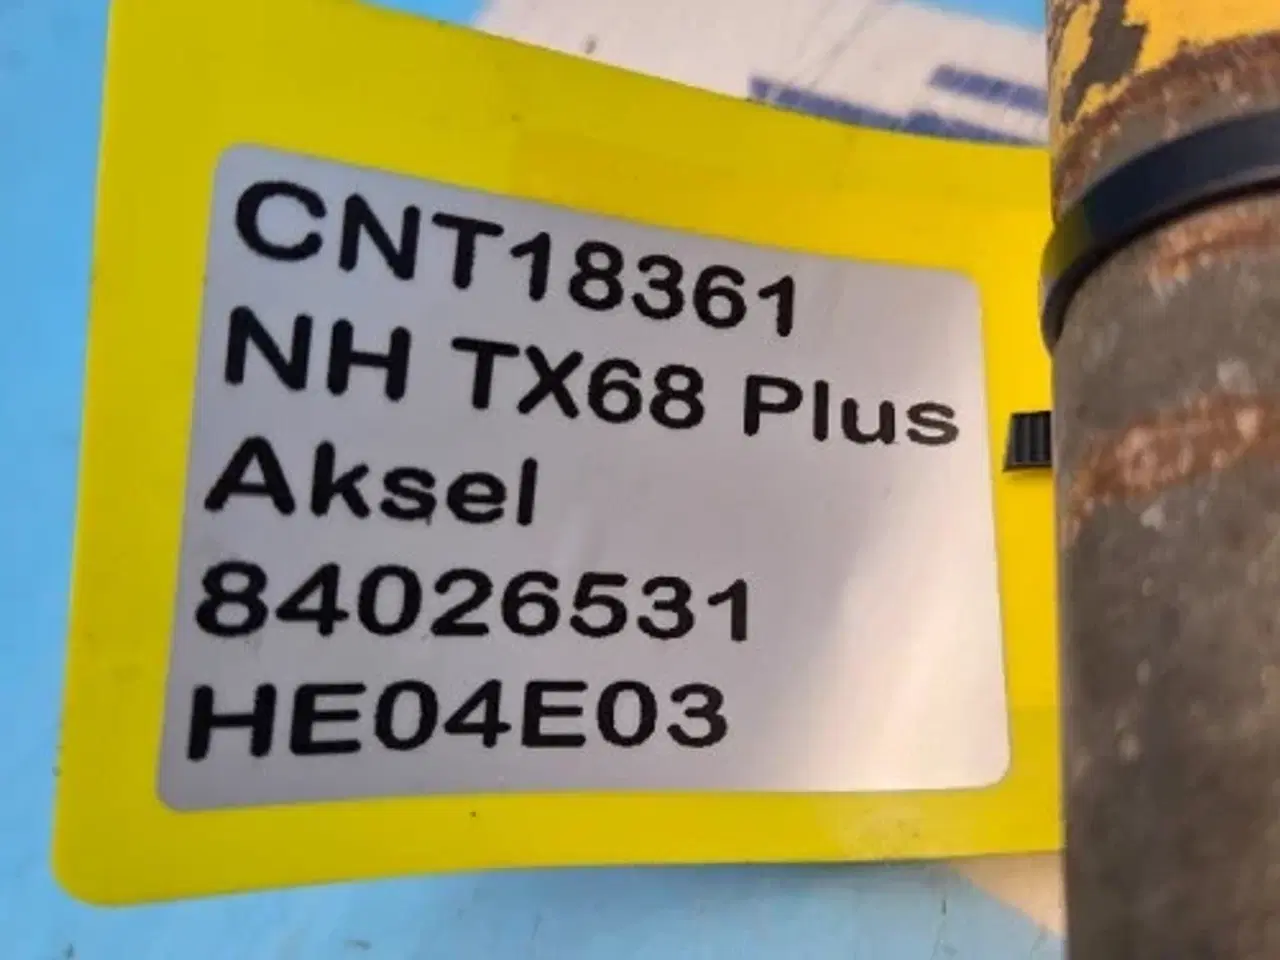 CNT18361
NH TX68 Plus
Aksel
84026531
HE04E03